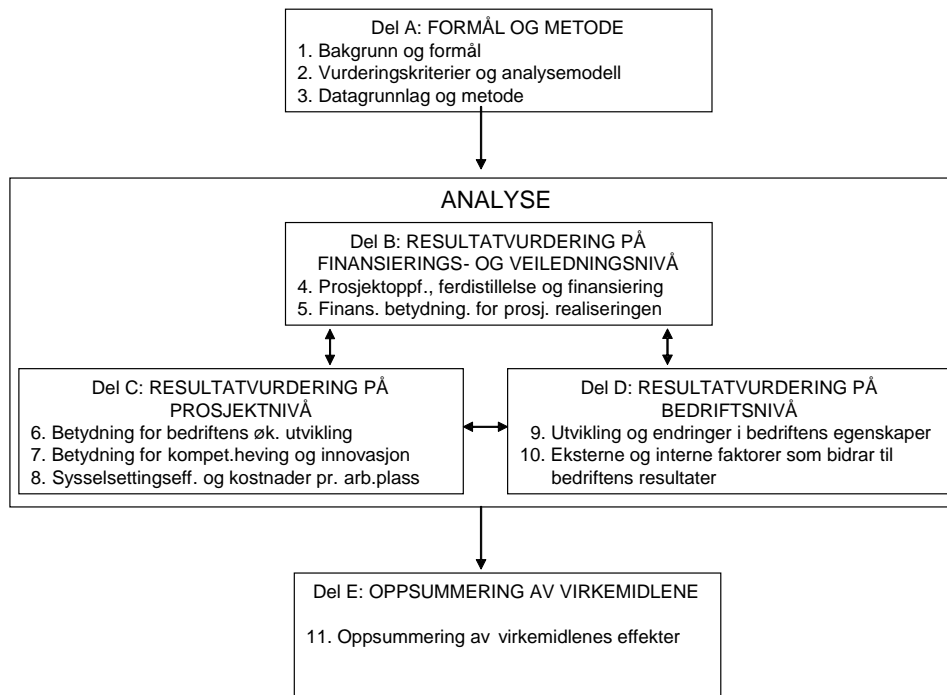 Del A: FORMÅL OG METODE
1. Bakgrunn og formål
2. Vurderingskriterier og analysemodell
3. Datagrunnlag og metode
ANALYSE
Del B: RESULTATVURDERING PÅ
FINANSIERINGS- OG VEILEDNINGSNIVÅ
4. Prosjektoppf., ferdistillelse og finansiering
5. Finans. betydning. for prosj. realiseringen
Del C: RESULTATVURDERING PÅ
PROSJEKTNIVÅ
6. Betydning for bedriftens øk. utvikling
7. Betydning for kompet.heving og innovasjon
8. Sysselsettingseff. og kostnader pr. arb.plass
Del D: RESULTATVURDERING PÅ
BEDRIFTSNIVÅ
9. Utvikling og endringer i bedriftens egenskaper
10. Eksterne og interne faktorer som bidrar til
bedriftens resultater
Del E: OPPSUMMERING AV VIRKEMIDLENE
11. Oppsummering av virkemidlenes effekter